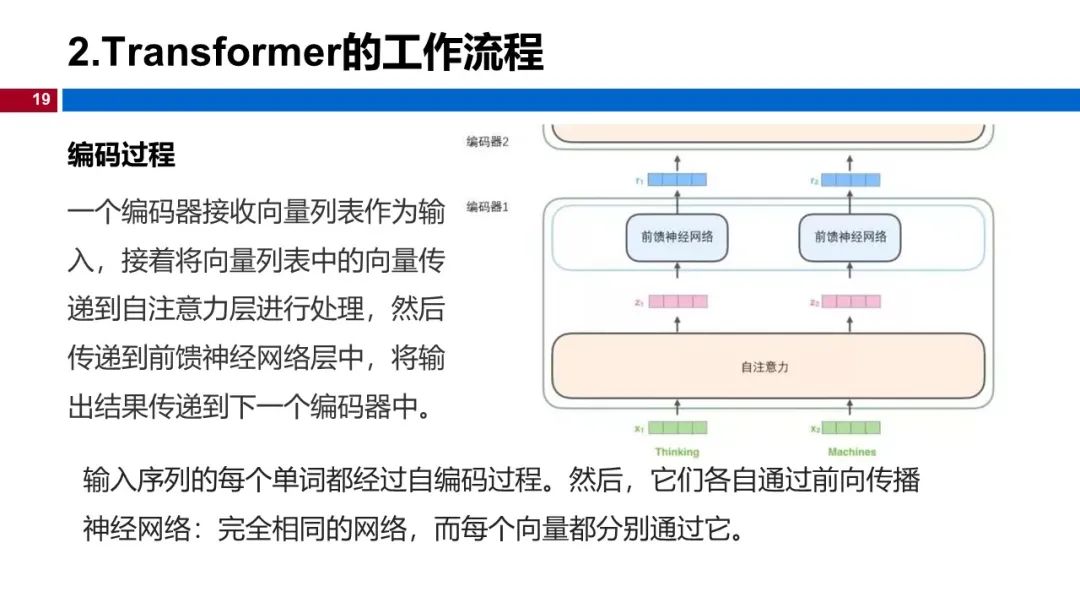 2.Transformer的工作流程
19
编码过程
一个编码器接收向量列表作为输
入，接着将向量列表中的向量传
递到自注意力层进行处理，然后
传递到前馈神经网络层中，将输
出结果传递到下一个编码器中。
编码器2
r₁ r₂
编码器1
前馈神经网络 前馈神经网络
z₁ z₂
自注意力
x₁ x₂
Thinking Machines
输入序列的每个单词都经过自编码过程。然后，它们各自通过前向传播
神经网络：完全相同的网络，而每个向量都分别通过它。